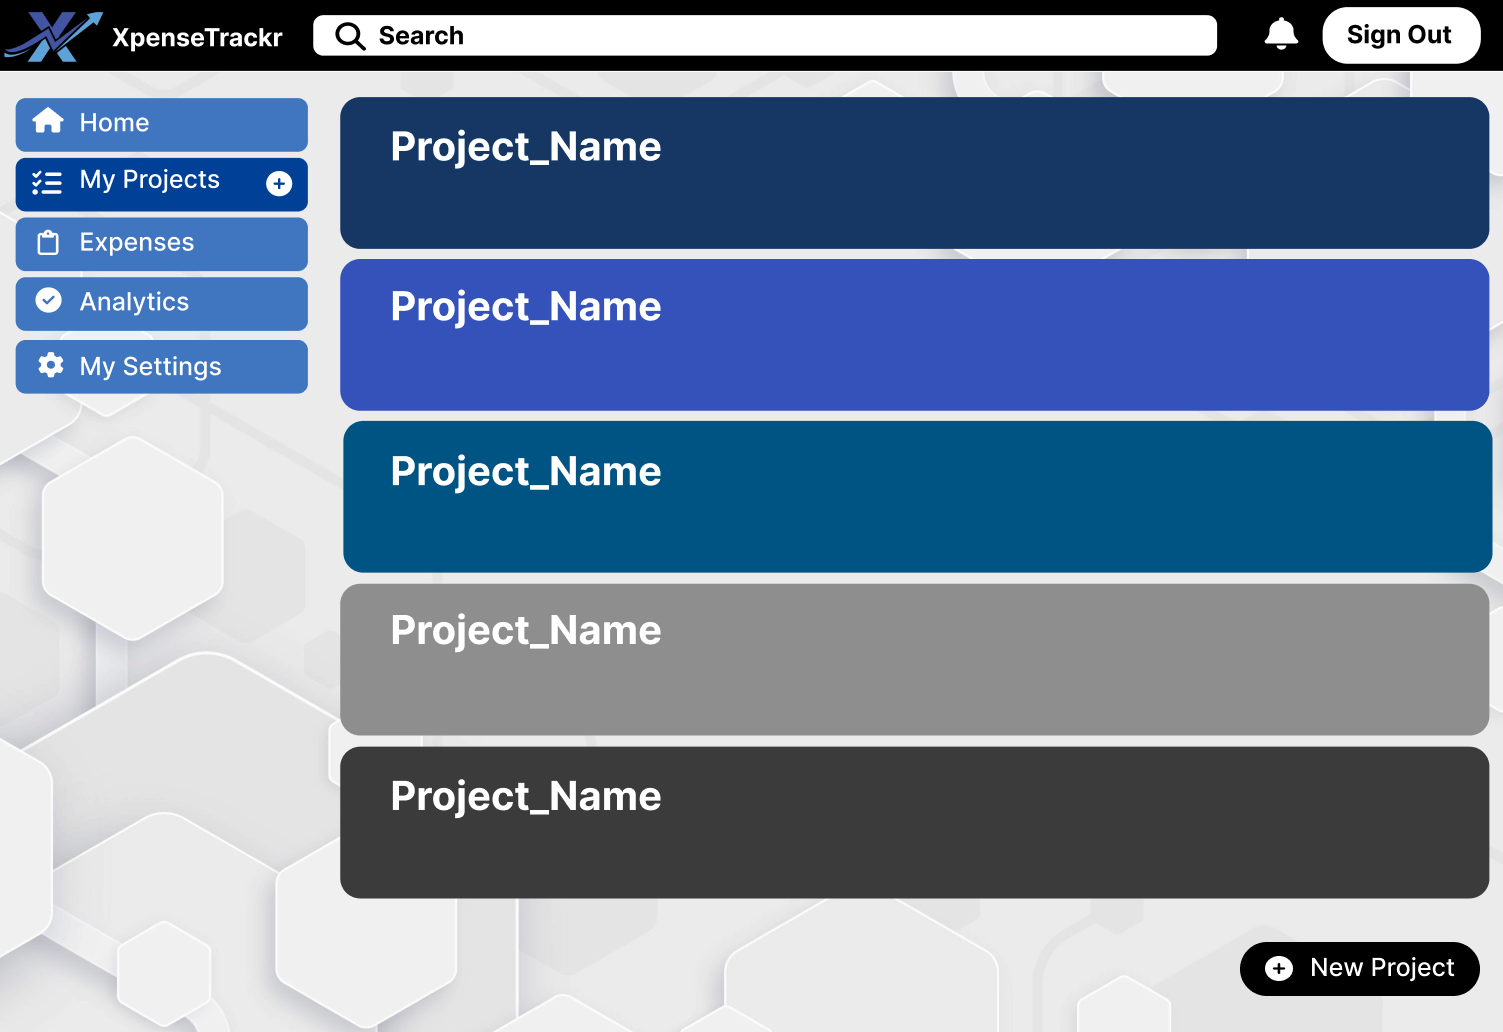 XpenseTrackr
Search
Sign Out
Home
My Projects
Expenses
Analytics
My Settings
Project_Name
Project_Name
Project_Name
Project_Name
Project_Name
New Project